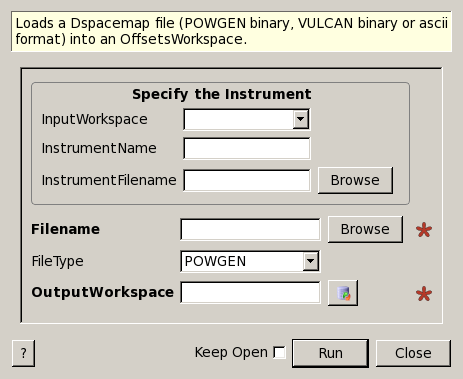 Loads a Dspacemap file (POWGEN binary, VULCAN binary or ascii
format) into an OffsetsWorkspace.
Specify the Instrument
InputWorkspace
InstrumentName
InstrumentFilename Browse
Filename Browse *
FileType POWGEN
OutputWorkspace *
? Keep Open Run Close